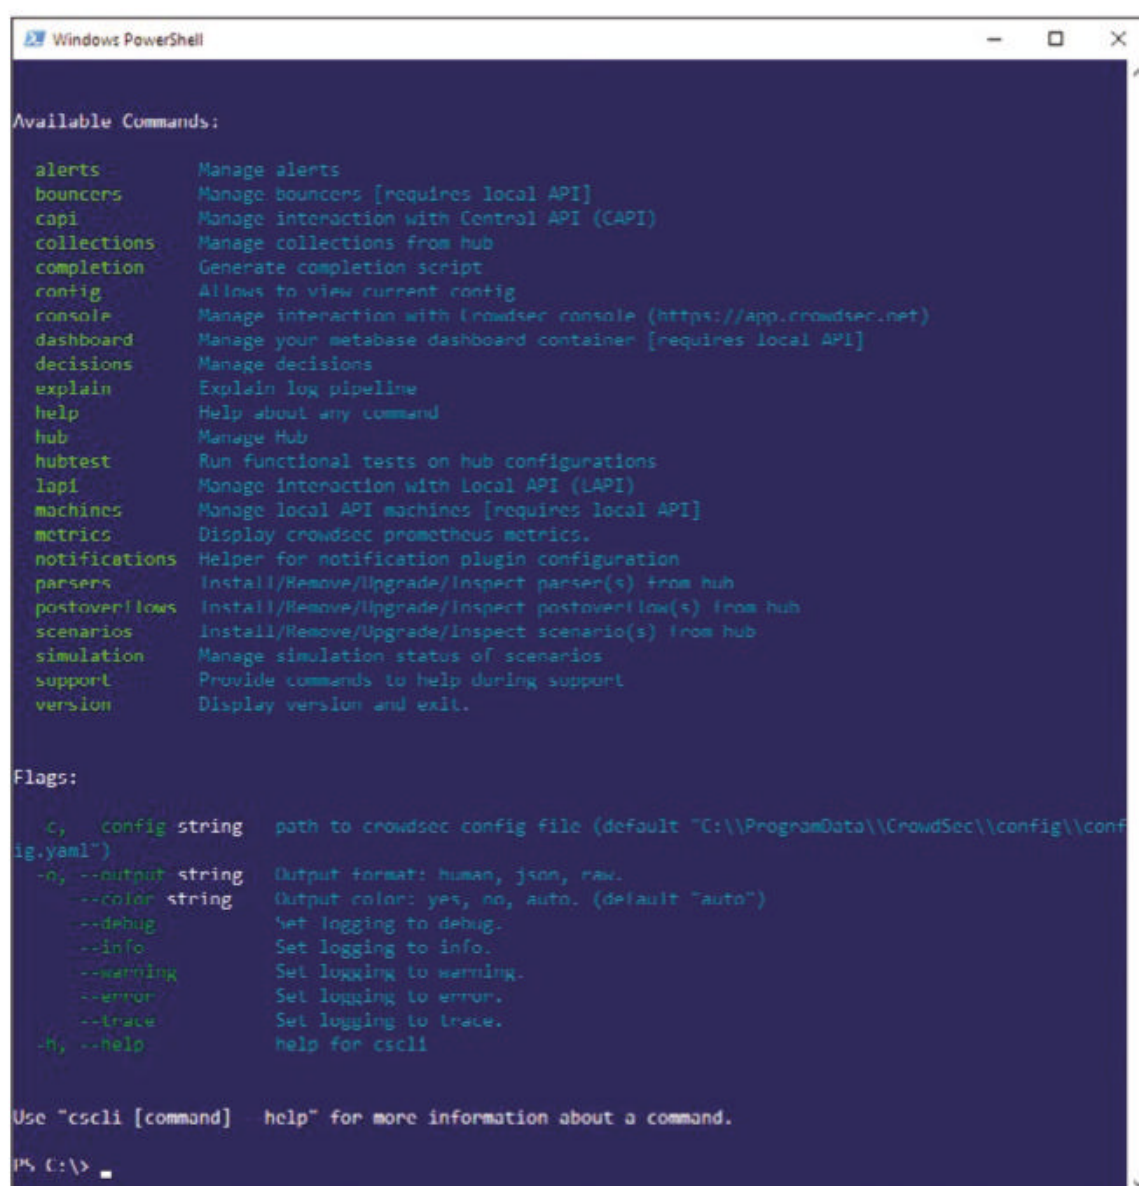 Windows PowerShell
Available Commands:
alerts Manage alerts
bouncers Manage bouncers [requires local API]
capi Manage interaction with Central API (CAPI)
collections Manage collections from hub
completion Generate completion script
config Allows to view current config
console Manage interaction with Crowdsec console (https://app.crowdsec.net)
dashboard Manage your metabase dashboard container [requires local API]
decisions Manage decisions
explain Explain log pipeline
help Help about any command
hub Manage Hub
hubtest Run functional tests on hub configurations
lapi Manage interaction with Local API (LAPI)
machines Manage local API machines [requires local API]
metrics Display crowdsec prometheus metrics.
notifications Helper for notification plugin configuration
parsers Install/Remove/Upgrade/Inspect parser(s) from hub
postoverflows Install/Remove/Upgrade/Inspect postoverflow(s) from hub
scenarios Install/Remove/Upgrade/Inspect scenario(s) from hub
simulation Manage simulation status of scenarios
support Provide commands to help during support
version Display version and exit.
Flags:
c, config string path to crowdsec config file (default "C:\\ProgramData\\CrowdSec\\config\\conf
ig.yaml")
-o, --output string Output format: human, json, raw.
--color string Output color: yes, no, auto. (default "auto")
--debug Set logging to debug.
--info Set logging to info.
--warning Set logging to warning.
--error Set logging to error.
--trace Set logging to trace.
-h, --help help for cscli
Use "cscli [command] help" for more information about a command.
PS C:\> _